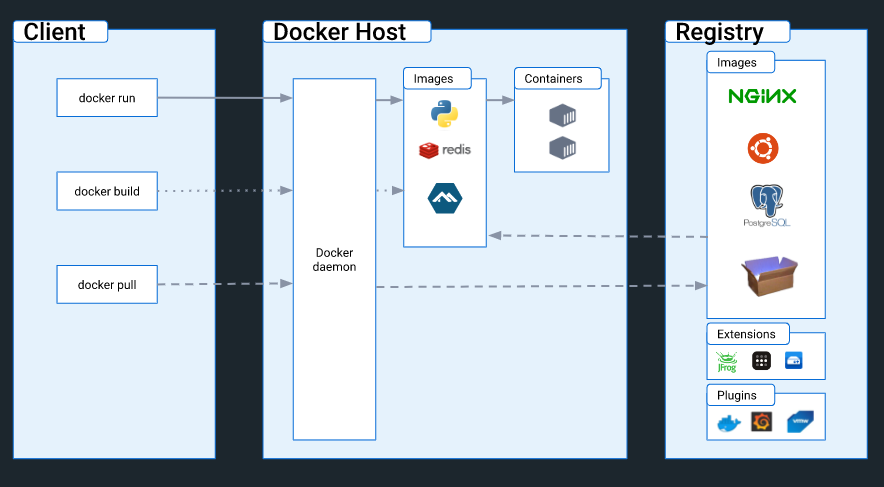 Client
docker run
docker build
docker pull
Docker Host
Docker
daemon
Images
redis
Containers
Registry
Images
NGiNX
PostgreSQL
Extensions
JFrog
Plugins
vmw